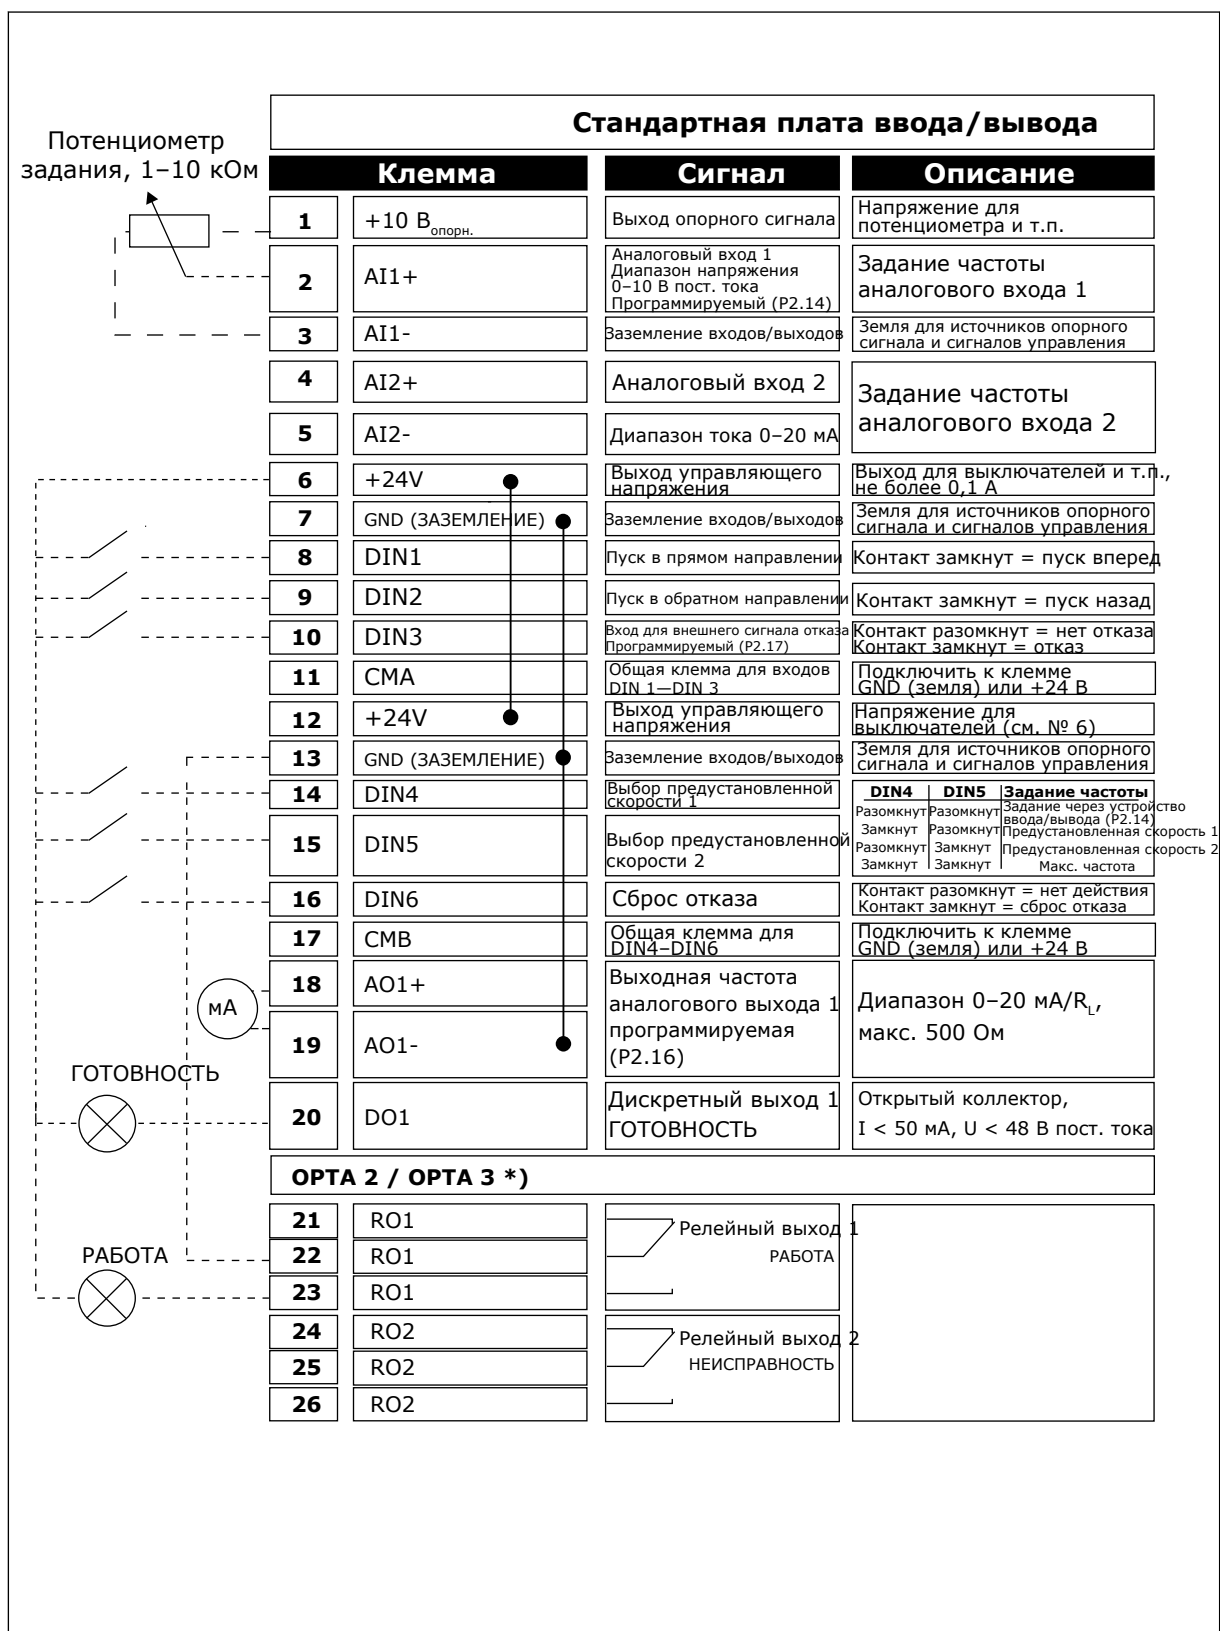 Стандартная плата ввода/вывода
Потенциометр
задания, 1–10 кОм
Клемма Сигнал Описание
1 +10 Вопорн. Выход опорного сигнала Напряжение для
потенциометра и т.п.
2 AI1+ Аналоговый вход 1
Диапазон напряжения
0–10 В пост. тока
Программируемый (P2.14)
Задание частоты
аналогового входа 1
3 AI1- Заземление входов/выходов Земля для источников опорного
сигнала и сигналов управления
4 AI2+ Аналоговый вход 2
Задание частоты
аналогового входа 2
5 AI2- Диапазон тока 0–20 мА
6 +24V Выход управляющего
напряжения
Выход для выключателей и т.п.,
не более 0,1 А
7 GND (ЗАЗЕМЛЕНИЕ) Заземление входов/выходов Земля для источников опорного
сигнала и сигналов управления
8 DIN1 Пуск в прямом направлении Контакт замкнут = пуск вперед
9 DIN2 Пуск в обратном направлении Контакт замкнут = пуск назад
10 DIN3 Вход для внешнего сигнала отказа
Программируемый (P2.17)
Контакт разомкнут = нет отказа
Контакт замкнут = отказ
11 CMA Общая клемма для входов
DIN 1—DIN 3
Подключить к клемме
GND (земля) или +24 В
12 +24V Выход управляющего
напряжения
Напряжение для
выключателей (см. № 6)
13 GND (ЗАЗЕМЛЕНИЕ) Заземление входов/выходов Земля для источников опорного
сигнала и сигналов управления
14 DIN4 Выбор предустановленной
скорости 1
DIN4 DIN5 Задание частоты
Разомкнут Разомкнут Задание через устройство
ввода/вывода (P2.14)
Замкнут Разомкнут Предустановленная скорость 1
Разомкнут Замкнут Предустановленная скорость 2
Замкнут Замкнут Макс. частота
15 DIN5 Выбор предустановленной
скорости 2
16 DIN6 Сброс отказа Контакт разомкнут = нет действия
Контакт замкнут = сброс отказа
17 CMB Общая клемма для
DIN4–DIN6
Подключить к клемме
GND (земля) или +24 В
мА
18 AO1+ Выходная частота
аналогового выхода 1
программируемая
(P2.16)
Диапазон 0–20 мА/RL,
макс. 500 Ом
19 AO1-
ГОТОВНОСТЬ
20 DO1 Дискретный выход 1
ГОТОВНОСТЬ
Открытый коллектор,
I < 50 мА, U < 48 В пост. тока
OPTA 2 / OPTA 3 *)
21 RO1 Релейный выход 1
РАБОТА
22 RO1 РАБОТА
23 RO1
24 RO2 Релейный выход 2
25 RO2 НЕИСПРАВНОСТЬ
26 RO2